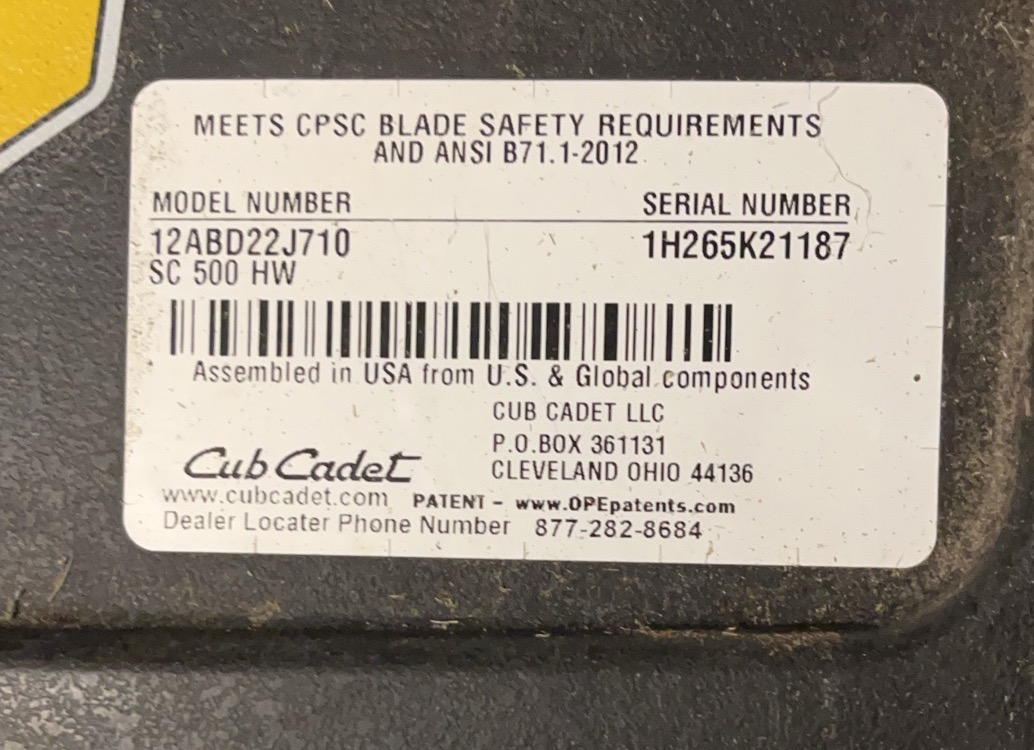 MEETS CPSC BLADE SAFETY REQUIREMENTS
AND ANSI B71.1-2012
MODEL NUMBER SERIAL NUMBER
12ABD22J710 1H265K21187
SC 500 HW
Assembled in USA from U.S. & Global components
CUB CADET LLC
P.O.BOX 361131
CLEVELAND OHIO 44136
Cub Cadet
www.cubcadet.com PATENT - www.OPEpatents.com
Dealer Locater Phone Number 877-282-8684